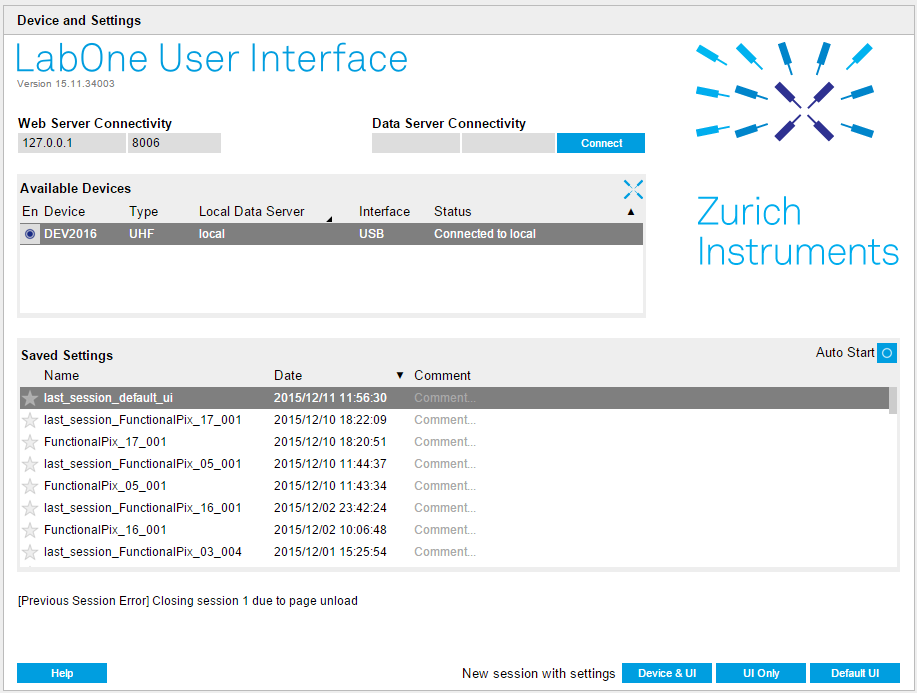 Device and Settings
LabOne User Interface
Version 15.11.34003
Web Server Connectivity
127.0.0.1 8006
Data Server Connectivity
Connect
Zurich
Instruments
Available Devices
En Device Type Local Data Server Interface Status
DEV2016 UHF local USB Connected to local
Saved Settings
Auto Start
Name Date Comment
last_session_default_ui 2015/12/11 11:56:30 Comment...
last_session_FunctionalPix_17_001 2015/12/10 18:22:09 Comment...
FunctionalPix_17_001 2015/12/10 18:20:51 Comment...
last_session_FunctionalPix_05_001 2015/12/10 11:44:37 Comment...
FunctionalPix_05_001 2015/12/10 11:43:34 Comment...
last_session_FunctionalPix_16_001 2015/12/02 23:42:24 Comment...
FunctionalPix_16_001 2015/12/02 10:06:48 Comment...
last_session_FunctionalPix_03_004 2015/12/01 15:25:54 Comment...
[Previous Session Error] Closing session 1 due to page unload
Help
New session with settings Device & UI UI Only Default UI